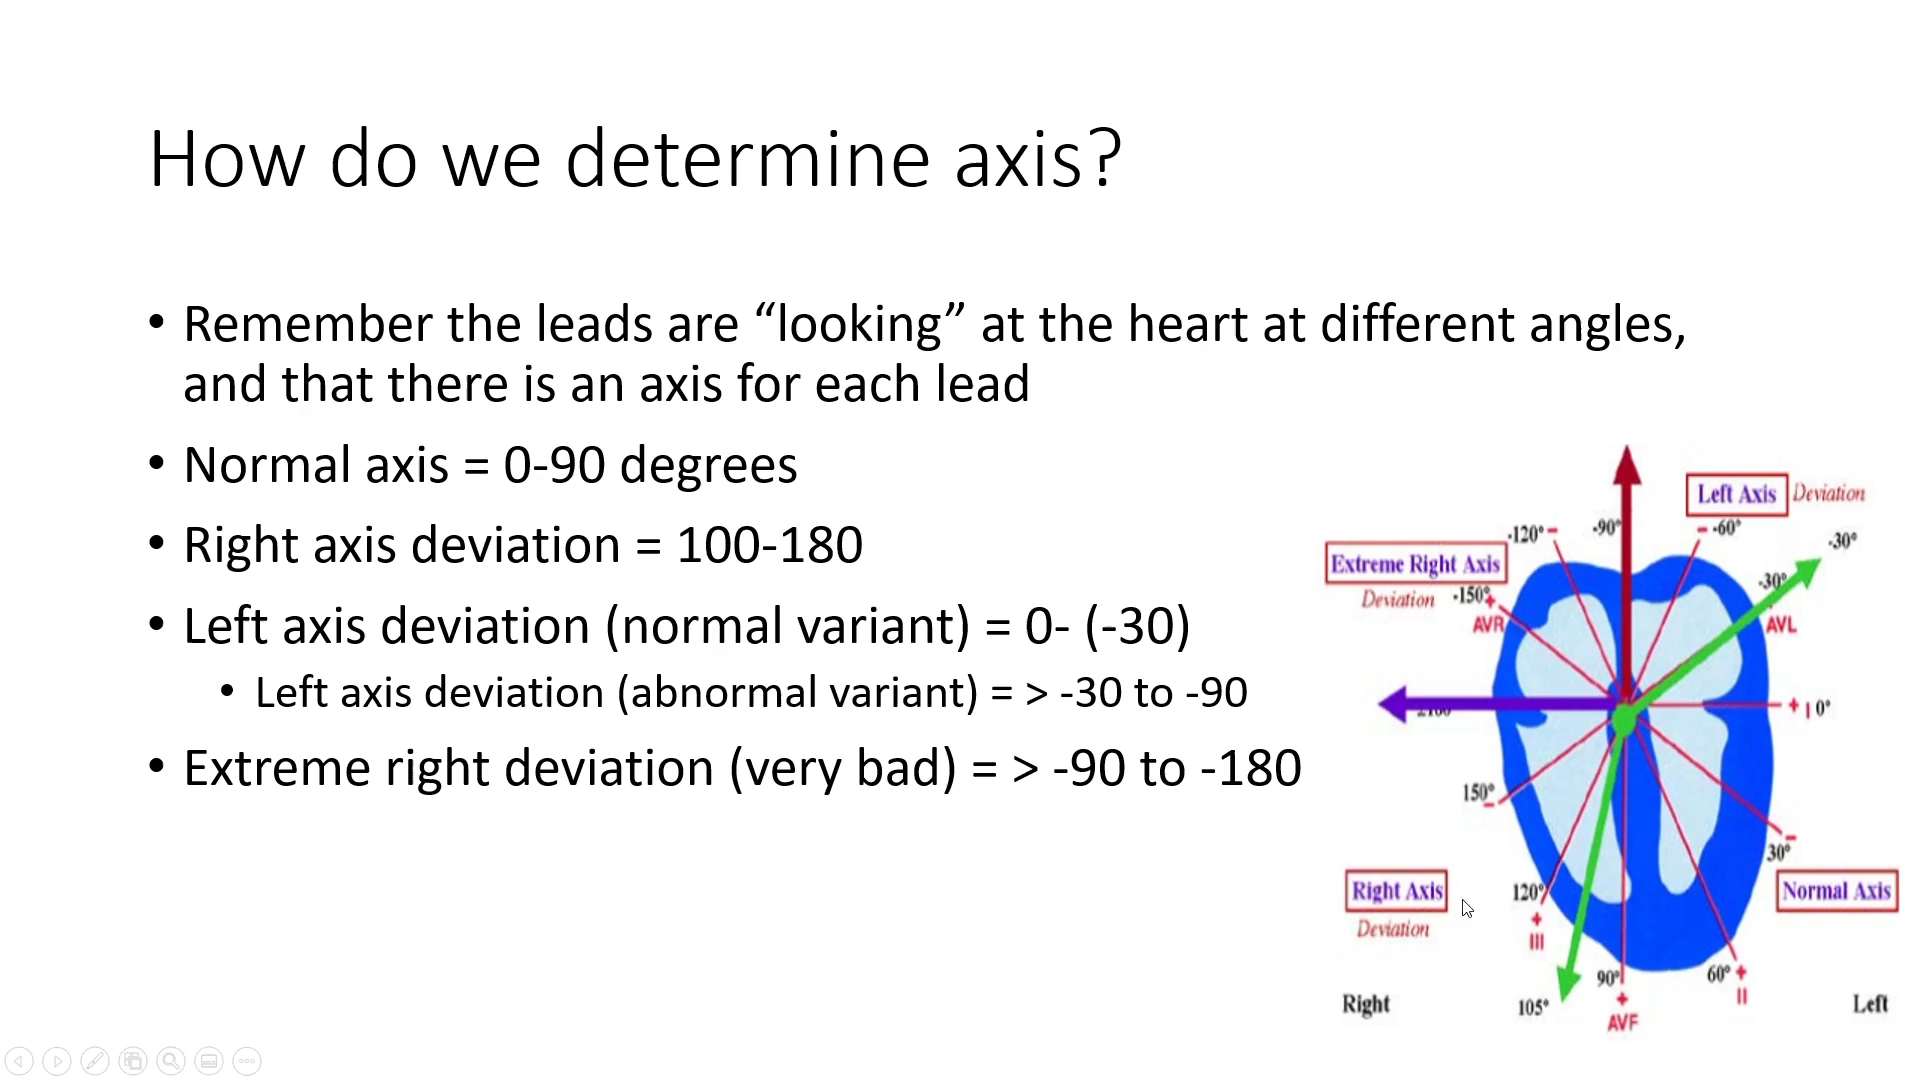 How do we determine axis?
• Remember the leads are “looking” at the heart at different angles,
and that there is an axis for each lead
• Normal axis = 0-90 degrees
• Right axis deviation = 100-180
• Left axis deviation (normal variant) = 0- (-30)
• Left axis deviation (abnormal variant) = > -30 to -90
• Extreme right deviation (very bad) = > -90 to -180
Left Axis Deviation
-120° − -90° − -60° -30°
Extreme Right Axis
Deviation -150° + -30°
AVR AVL
+ I 0°
150° −
− 30°
Right Axis 120° Normal Axis
Deviation + III
90° 60° +
Right 105° + II Left
AVF